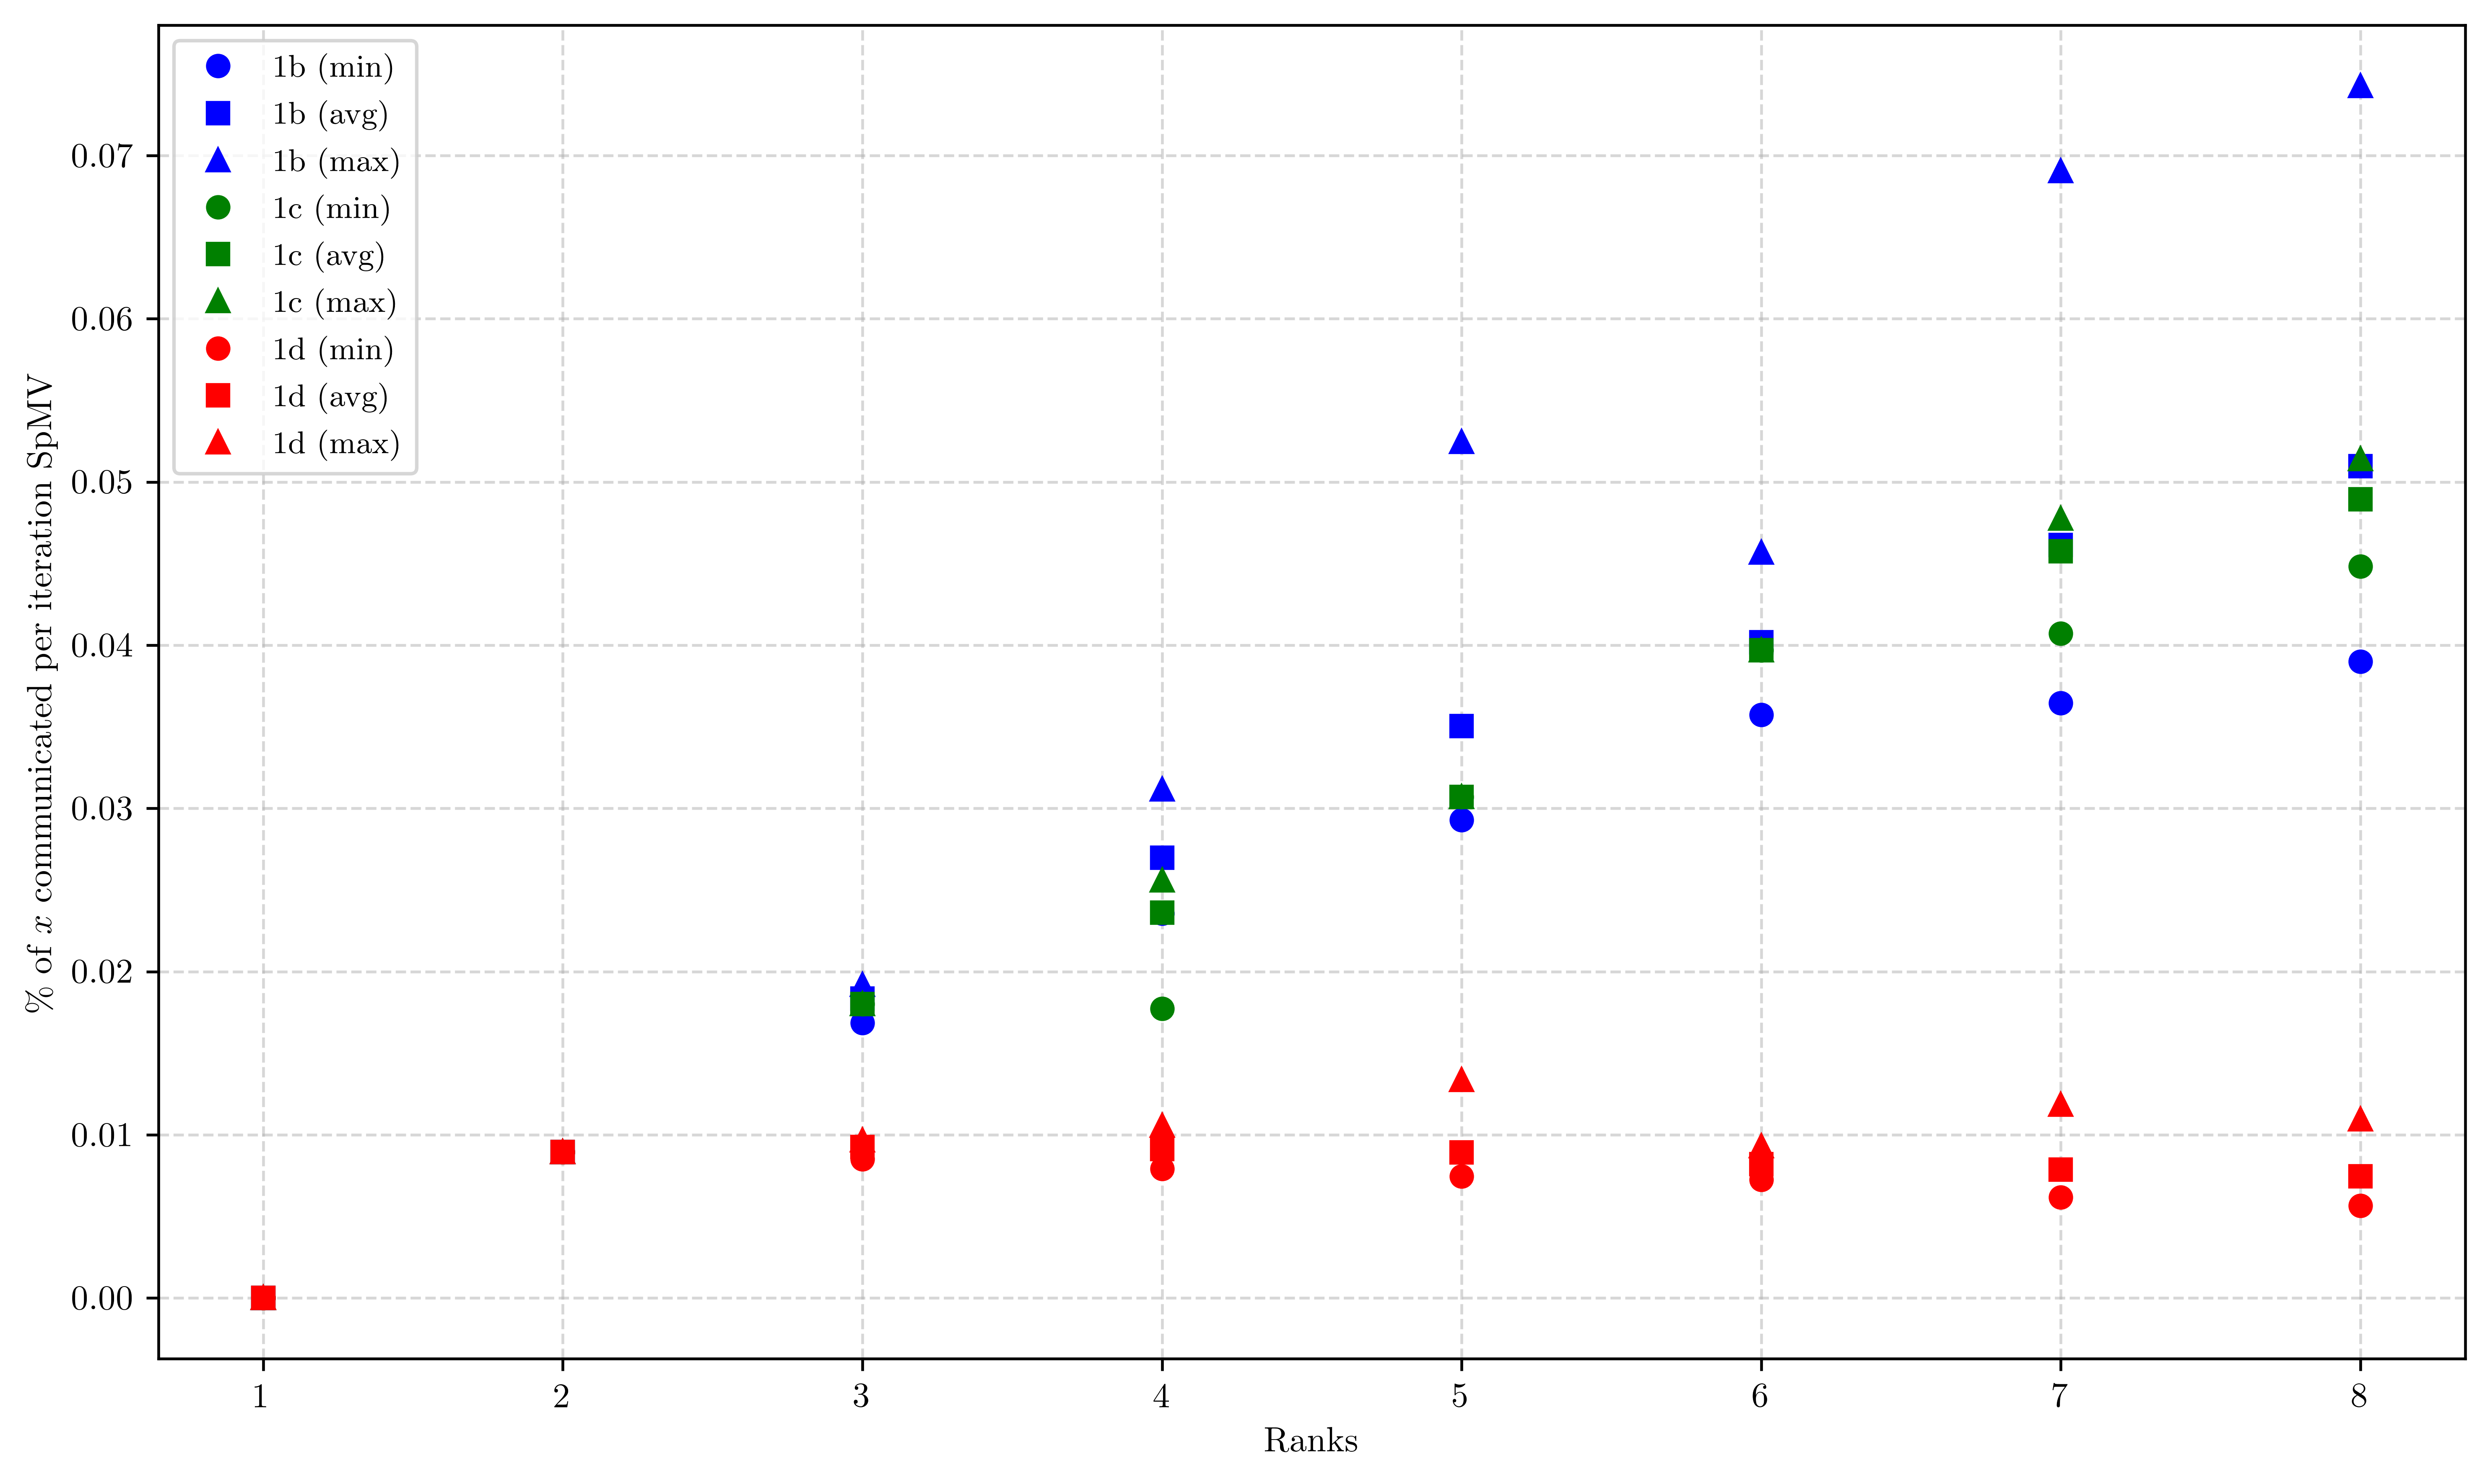 1b (min)
1b (avg)
1b (max)
1c (min)
1c (avg)
1c (max)
1d (min)
1d (avg)
1d (max)
% of x communicated per iteration SpMV
0.07
0.06
0.05
0.04
0.03
0.02
0.01
0.00
1 2 3 4 5 6 7 8
Ranks